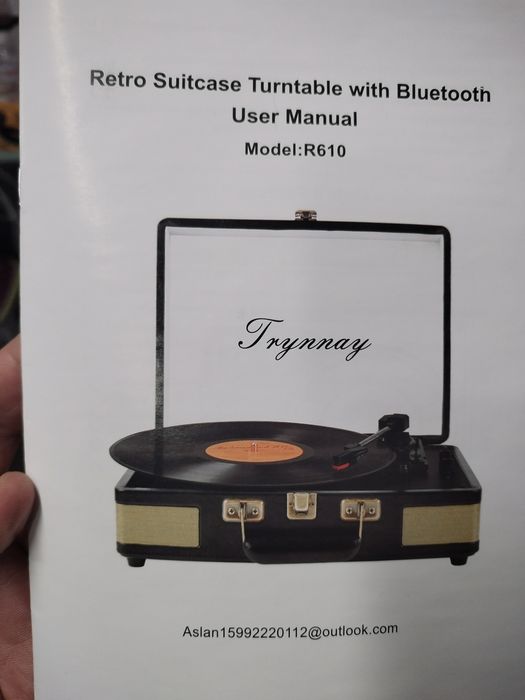 Retro Suitcase Turntable with Bluetooth
User Manual
Model:R610
Trynnay
Aslan15992220112@outlook.com